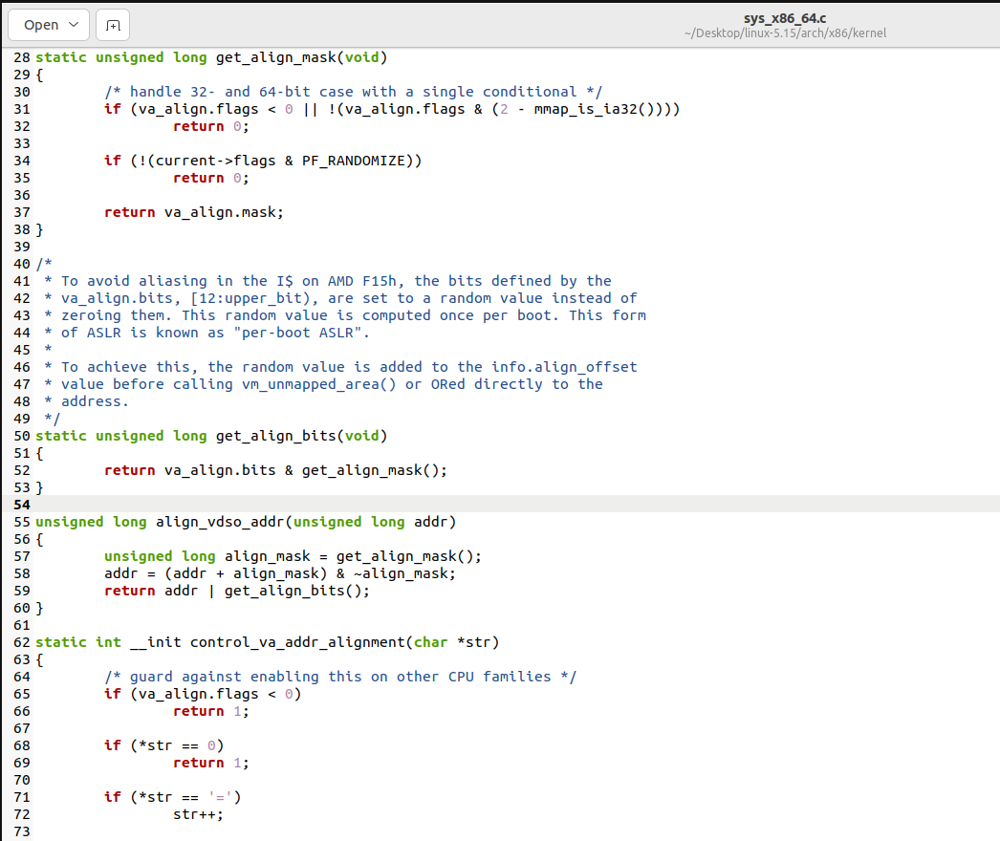 Open
sys_x86_64.c
~/Desktop/linux-5.15/arch/x86/kernel
28 static unsigned long get_align_mask(void)
29 {
30         /* handle 32- and 64-bit case with a single conditional */
31         if (va_align.flags < 0 || !(va_align.flags & (2 - mmap_is_ia32())))
32                 return 0;
33
34         if (!(current->flags & PF_RANDOMIZE))
35                 return 0;
36
37         return va_align.mask;
38 }
39
40 /*
41  * To avoid aliasing in the I$ on AMD F15h, the bits defined by the
42  * va_align.bits, [12:upper_bit), are set to a random value instead of
43  * zeroing them. This random value is computed once per boot. This form
44  * of ASLR is known as "per-boot ASLR".
45  *
46  * To achieve this, the random value is added to the info.align_offset
47  * value before calling vm_unmapped_area() or ORed directly to the
48  * address.
49  */
50 static unsigned long get_align_bits(void)
51 {
52         return va_align.bits & get_align_mask();
53 }
54
55 unsigned long align_vdso_addr(unsigned long addr)
56 {
57         unsigned long align_mask = get_align_mask();
58         addr = (addr + align_mask) & ~align_mask;
59         return addr | get_align_bits();
60 }
61
62 static int __init control_va_addr_alignment(char *str)
63 {
64         /* guard against enabling this on other CPU families */
65         if (va_align.flags < 0)
66                 return 1;
67
68         if (*str == 0)
69                 return 1;
70
71         if (*str == '=')
72                 str++;
73